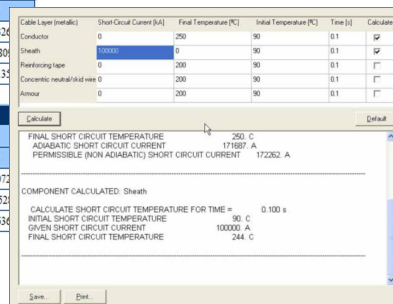 Cable Layer (metallic) Short-Circuit Current [kA] Final Temperature [ºC] Initial Temperature [ºC] Time [s] Calculate
Conductor 0 250 90 0.1
Sheath 100000 0 90 0.1
Reinforcing tape 0 200 90 0.1
Concentric neutral/skid wire 0 200 90 0.1
Armour 0 200 90 0.1
Calculate Default
FINAL SHORT CIRCUIT TEMPERATURE 250. C
ADIABATIC SHORT CIRCUIT CURRENT 171687. A
PERMISSIBLE (NON ADIABATIC) SHORT CIRCUIT CURRENT 172262. A
COMPONENT CALCULATED: Sheath
CALCULATE SHORT CIRCUIT TEMPERATURE FOR TIME = 0.100 s
INITIAL SHORT CIRCUIT TEMPERATURE 90. C
GIVEN SHORT CIRCUIT CURRENT 100000. A
FINAL SHORT CIRCUIT TEMPERATURE 244. C
Save... Print...